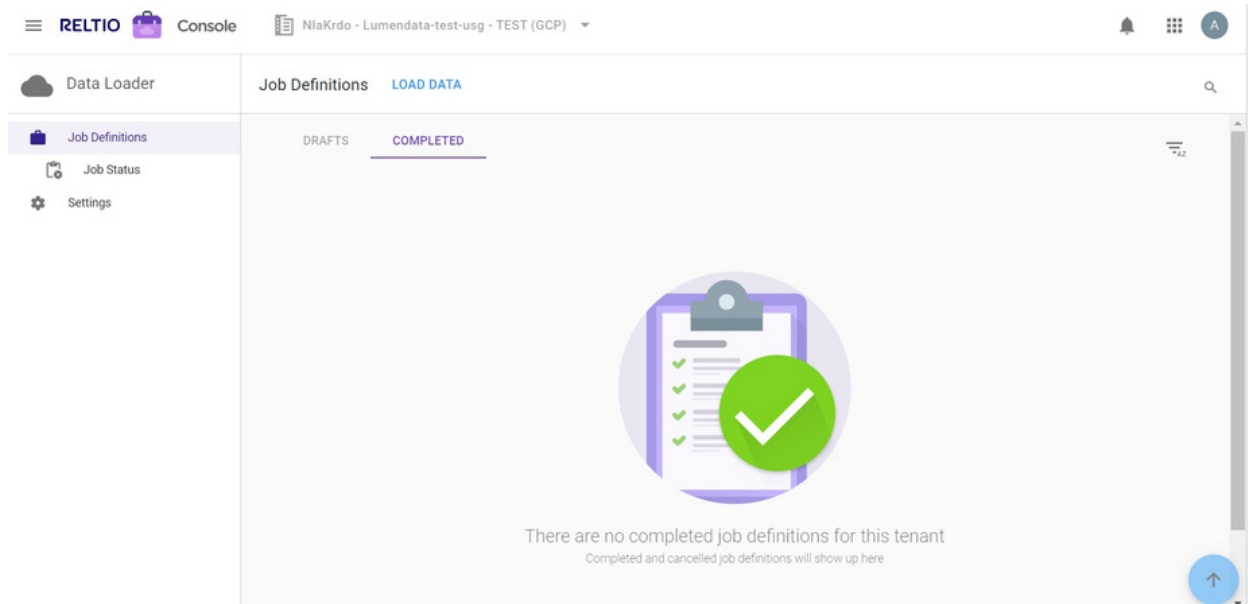 RELTIO Console NlaKrdo - Lumendata-test-usg - TEST (GCP) A
Data Loader
Job Definitions LOAD DATA
Job Definitions
DRAFTS COMPLETED
AZ
Job Status
Settings
There are no completed job definitions for this tenant
Completed and cancelled job definitions will show up here